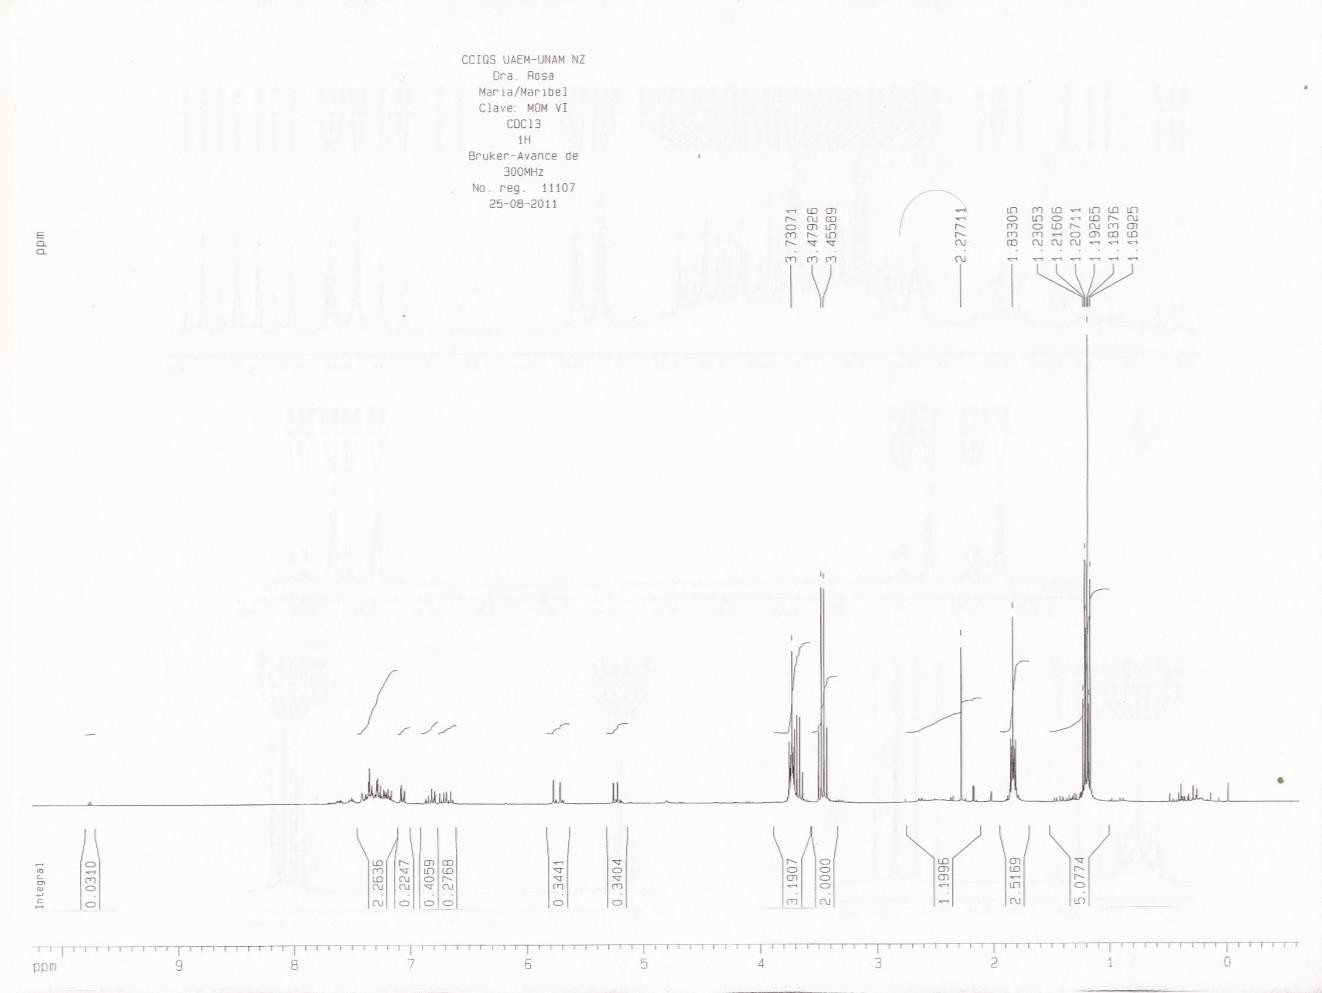 CCIQS UAEM-UNAM NZ
Dra. Rosa
Maria/Maribel
Clave: MOM VI
CDCl3
1H
Bruker-Avance de
300MHz
No. reg. 11107
25-08-2011
ppm
3.73071
3.47926
3.45589
2.27711
1.83305
1.23053
1.21606
1.20711
1.19265
1.18376
1.16925
Integral
0.0310
2.2636
0.2247
0.4059
0.2768
0.3441
0.3404
3.1907
2.0000
1.1996
2.5169
5.0774
ppm 9 8 7 6 5 4 3 2 1 0